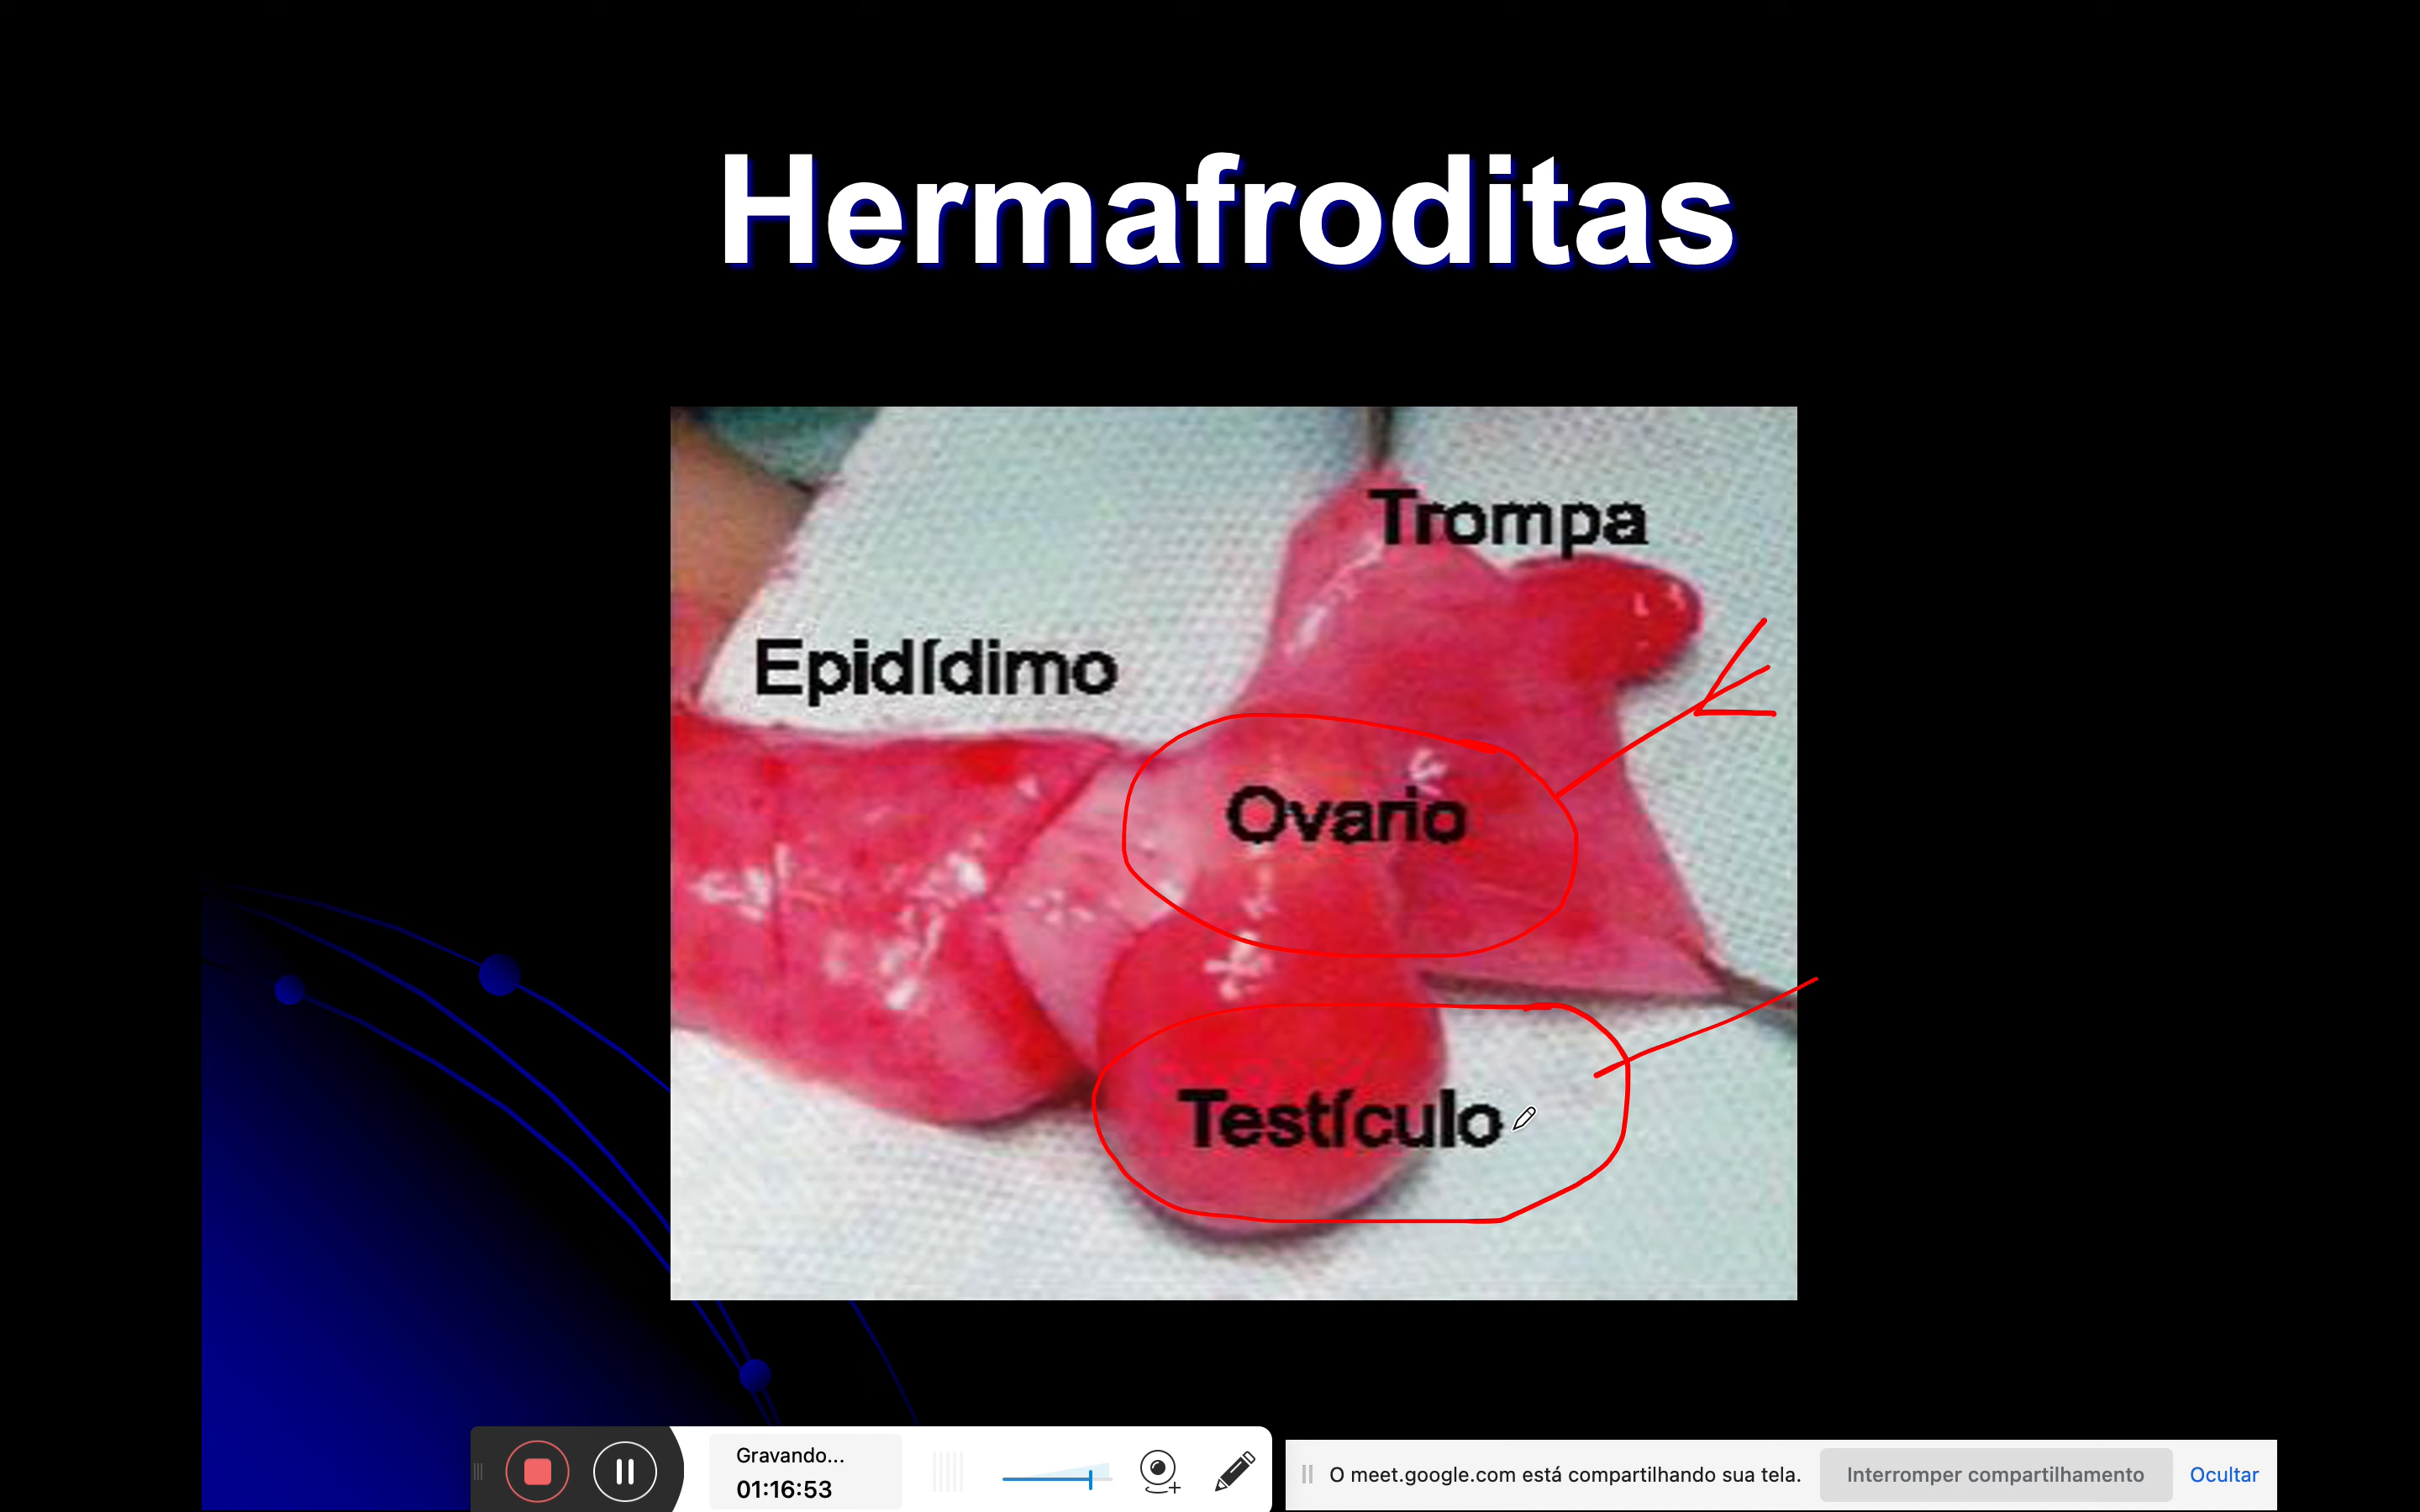 Hermafroditas
Trompa
Epidídimo
Ovario
Testículo
Gravando...
01:16:53
O meet.google.com está compartilhando sua tela.
Interromper compartilhamento
Ocultar